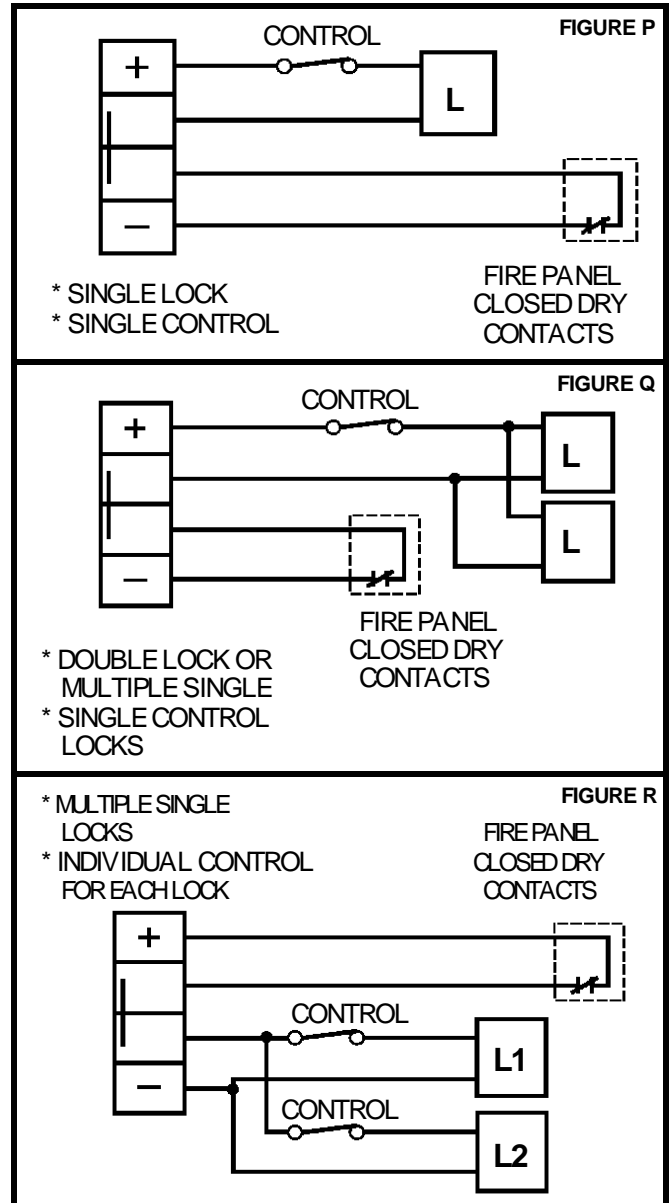 FIGURE P
CONTROL
+
L
−
* SINGLE LOCK
* SINGLE CONTROL
FIRE PANEL
CLOSED DRY
CONTACTS
FIGURE Q
CONTROL
+
L
L
−
FIRE PANEL
CLOSED DRY
CONTACTS
* DOUBLE LOCK OR
MULTIPLE SINGLE
* SINGLE CONTROL
LOCKS
FIGURE R
* MULTIPLE SINGLE
LOCKS
* INDIVIDUAL CONTROL
FOR EACH LOCK
FIRE PANEL
CLOSED DRY
CONTACTS
+
CONTROL
L1
−
CONTROL
L2